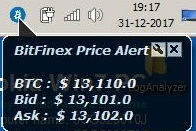 19:17
31-12-2017
BitFinex Price Alert
BTC : $ 13,110.0
Bid : $ 13,101.0
Ask : $ 13,102.0
Analyzer